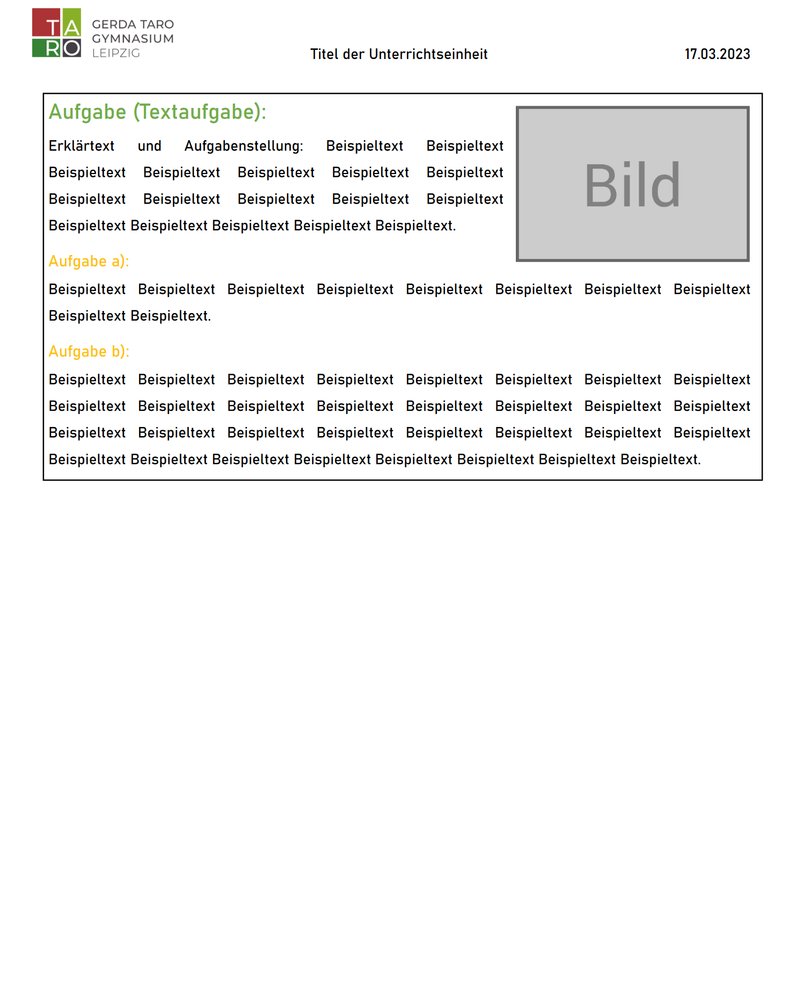 TA
RO
GERDA TARO
GYMNASIUM
LEIPZIG
Titel der Unterrichtseinheit
17.03.2023
Aufgabe (Textaufgabe):
Erklärtext und Aufgabenstellung: Beispieltext Beispieltext
Beispieltext Beispieltext Beispieltext Beispieltext Beispieltext
Beispieltext Beispieltext Beispieltext Beispieltext Beispieltext
Beispieltext Beispieltext Beispieltext Beispieltext Beispieltext.
Bild
Aufgabe a):
Beispieltext Beispieltext Beispieltext Beispieltext Beispieltext Beispieltext Beispieltext Beispieltext
Beispieltext Beispieltext.
Aufgabe b):
Beispieltext Beispieltext Beispieltext Beispieltext Beispieltext Beispieltext Beispieltext Beispieltext
Beispieltext Beispieltext Beispieltext Beispieltext Beispieltext Beispieltext Beispieltext Beispieltext
Beispieltext Beispieltext Beispieltext Beispieltext Beispieltext Beispieltext Beispieltext Beispieltext
Beispieltext Beispieltext Beispieltext Beispieltext Beispieltext Beispieltext Beispieltext Beispieltext.